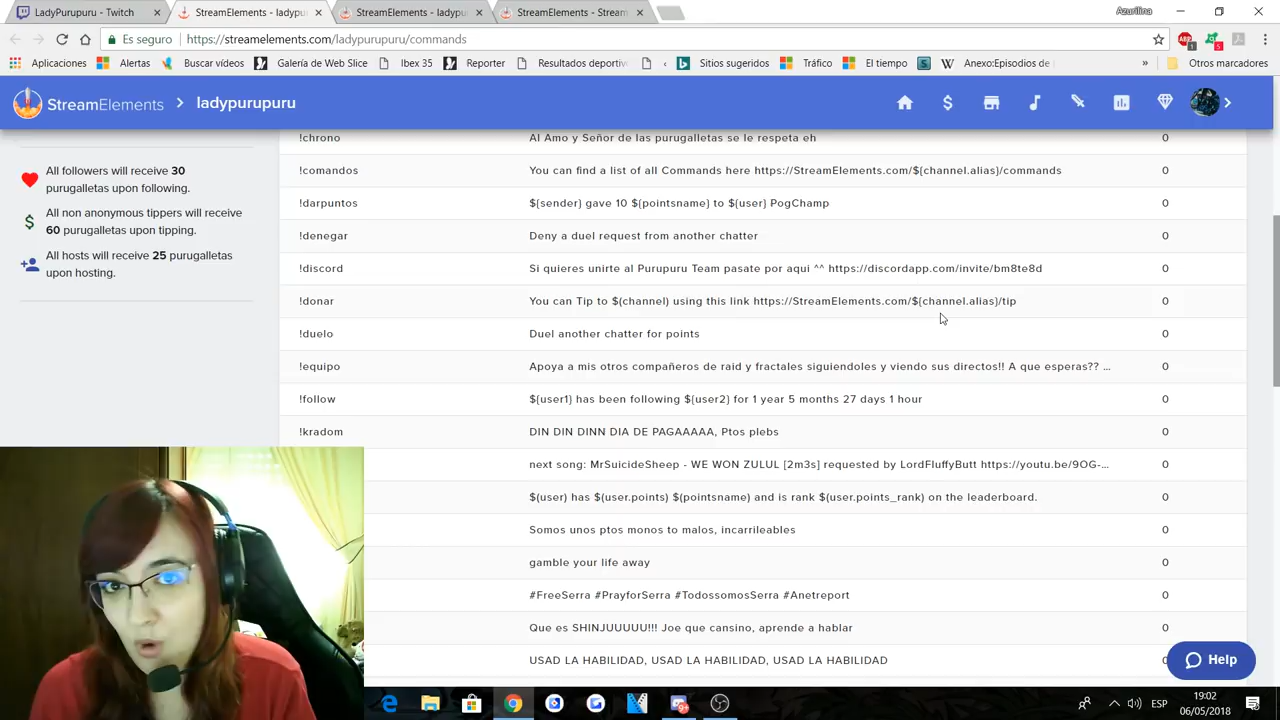 LadyPurupuru - Twitch
StreamElements - ladypu
StreamElements - ladypu
StreamElements - Stream
Azurilina
Es seguro
https://streamelements.com/ladypurupuru/commands
Aplicaciones
Alertas
Buscar vídeos
Galería de Web Slice
Ibex 35
Reporter
Resultados deportiv
Sitios sugeridos
Tráfico
El tiempo
Anexo:Episodios de
Otros marcadores
StreamElements
ladypurupuru
All followers will receive 30
purugalletas upon following.
All non anonymous tippers will receive
60 purugalletas upon tipping.
All hosts will receive 25 purugalletas
upon hosting.
!chrono Al Amo y Señor de las purugalletas se le respeta eh 0
!comandos You can find a list of all Commands here https://StreamElements.com/${channel.alias}/commands 0
!darpuntos ${sender} gave 10 ${pointsname} to ${user} PogChamp 0
!denegar Deny a duel request from another chatter 0
!discord Si quieres unirte al Purupuru Team pasate por aqui ^^ https://discordapp.com/invite/bm8te8d 0
!donar You can Tip to $(channel) using this link https://StreamElements.com/${channel.alias}/tip 0
!duelo Duel another chatter for points 0
!equipo Apoya a mis otros compañeros de raid y fractales siguiendoles y viendo sus directos!! A que esperas?? ... 0
!follow ${user1} has been following ${user2} for 1 year 5 months 27 days 1 hour 0
!kradom DIN DIN DINN DIA DE PAGAAAAA, Ptos plebs 0
next song: MrSuicideSheep - WE WON ZULUL [2m3s] requested by LordFluffyButt https://youtu.be/9OG-... 0
$(user) has $(user.points) $(pointsname) and is rank $(user.points_rank) on the leaderboard. 0
Somos unos ptos monos to malos, incarrileables 0
gamble your life away 0
#FreeSerra #PrayforSerra #TodossomosSerra #Anetreport 0
Que es SHINJUUUUU!!! Joe que cansino, aprende a hablar 0
USAD LA HABILIDAD, USAD LA HABILIDAD, USAD LA HABILIDAD 0
Help
ESP
19:02
06/05/2018